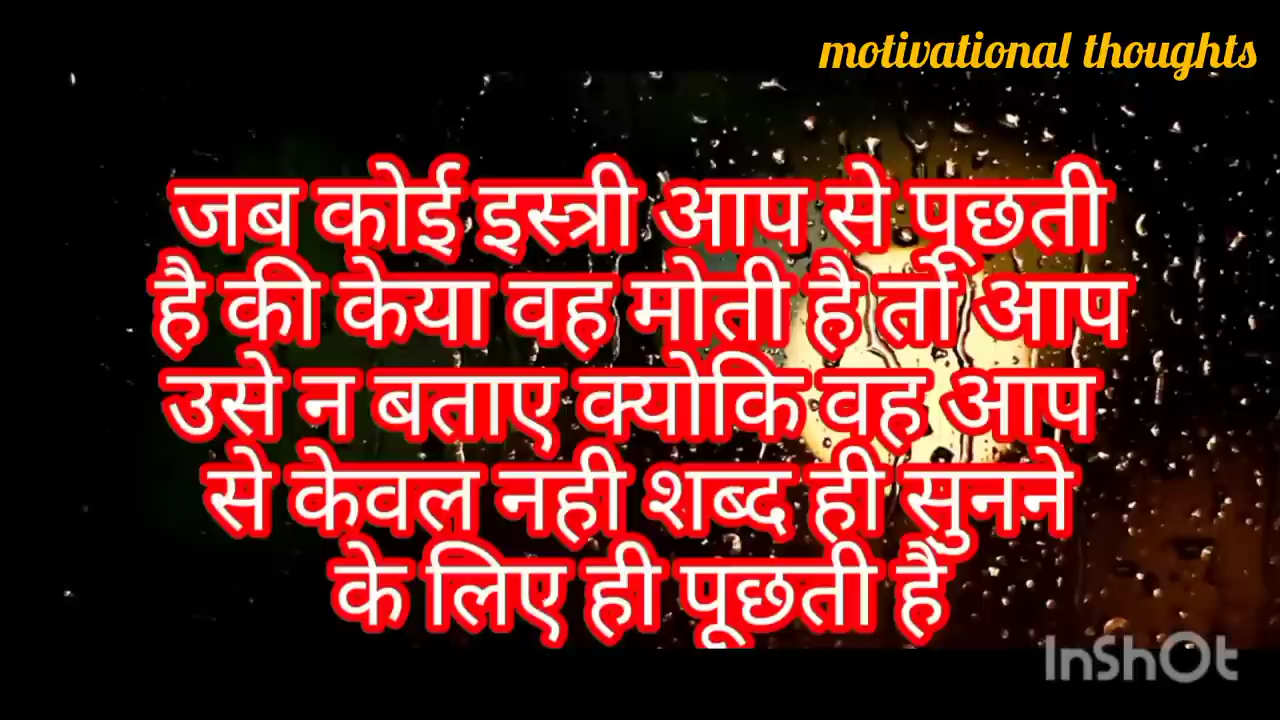 motivational thoughts
जब कोई इस्त्री आप से पूछती
है की केया वह मोती है तो आप
उसे न बताए क्योकि वह आप
से केवल नही शब्द ही सुनने
के लिए ही पूछती है
InShOt